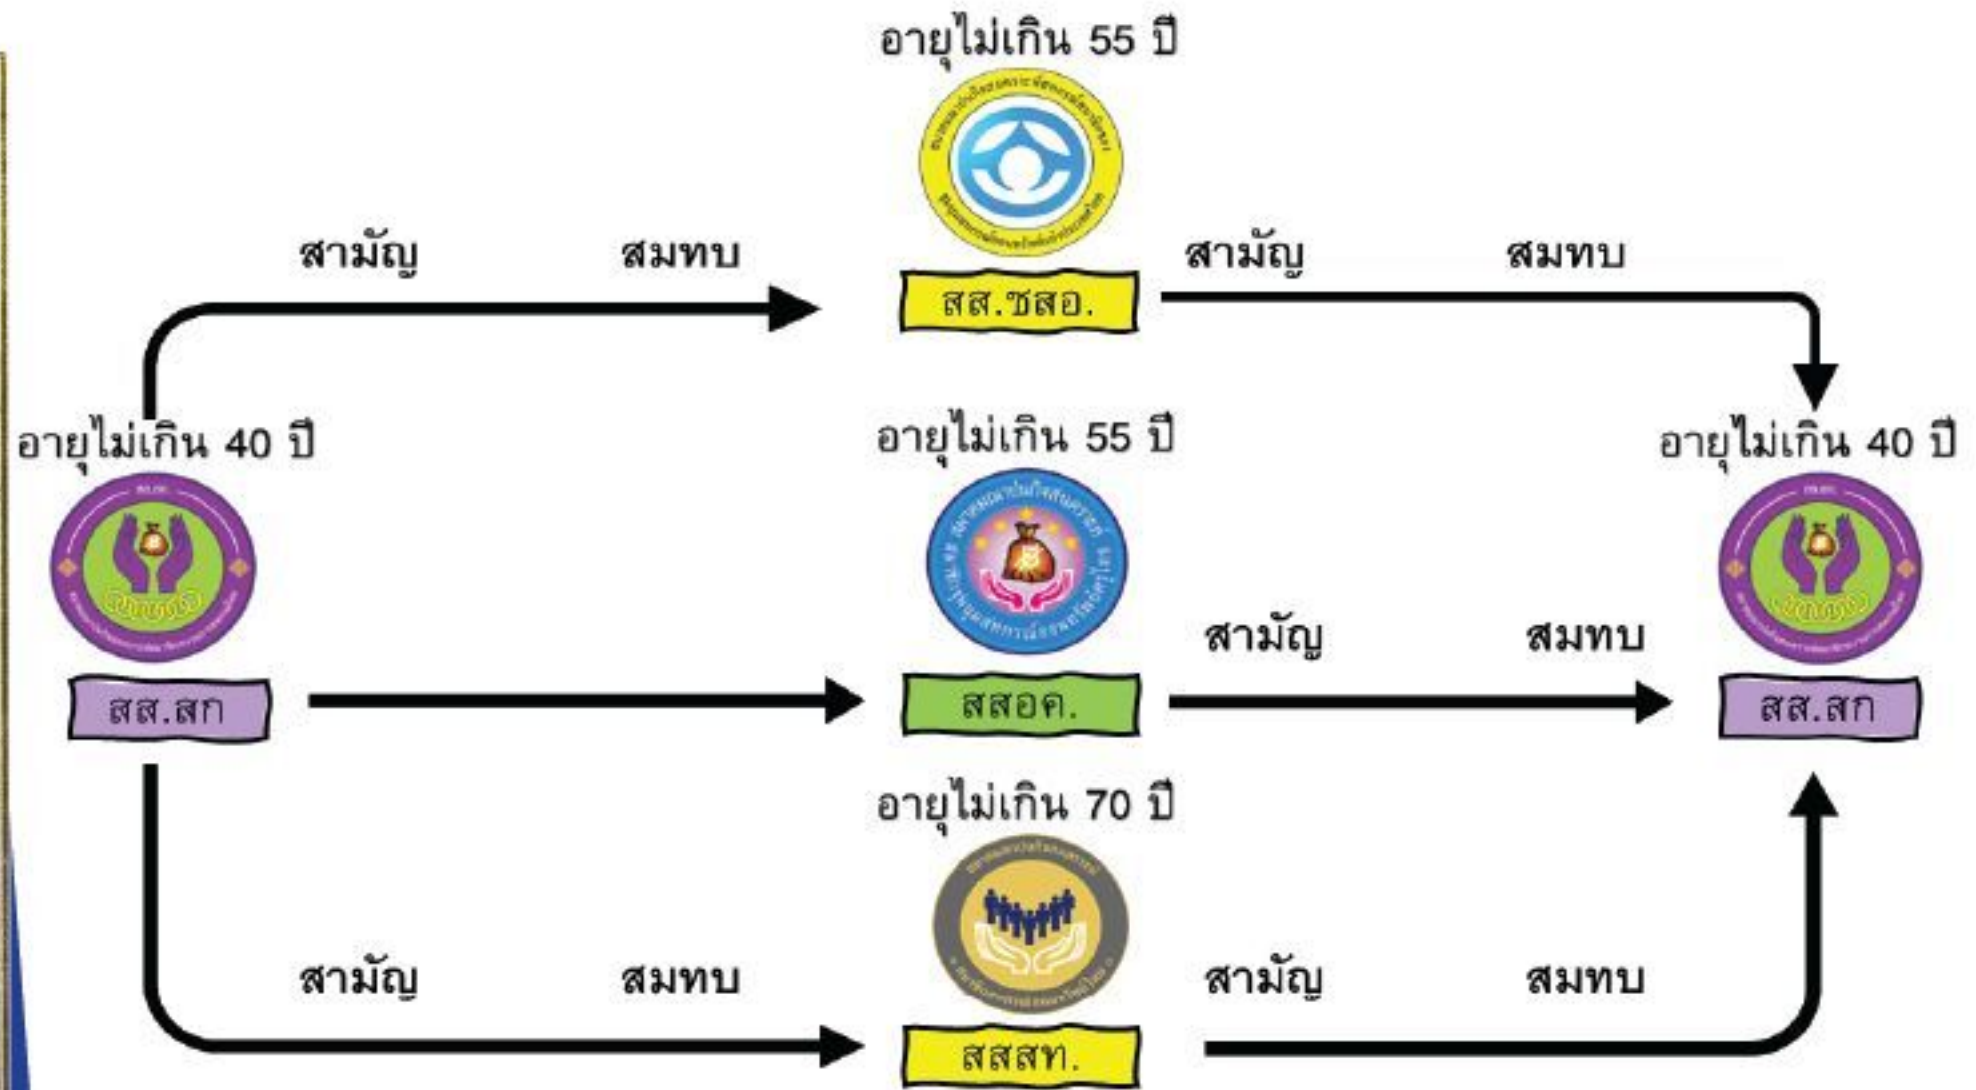 อายุไม่เกิน 55 ปี
สามัญ สมทบ สามัญ สมทบ
สส.ชสอ.
อายุไม่เกิน 40 ปี อายุไม่เกิน 55 ปี อายุไม่เกิน 40 ปี
สามัญ สมทบ
สส.สก สสอค. สส.สก
อายุไม่เกิน 70 ปี
สามัญ สมทบ สามัญ สมทบ
สสสท.